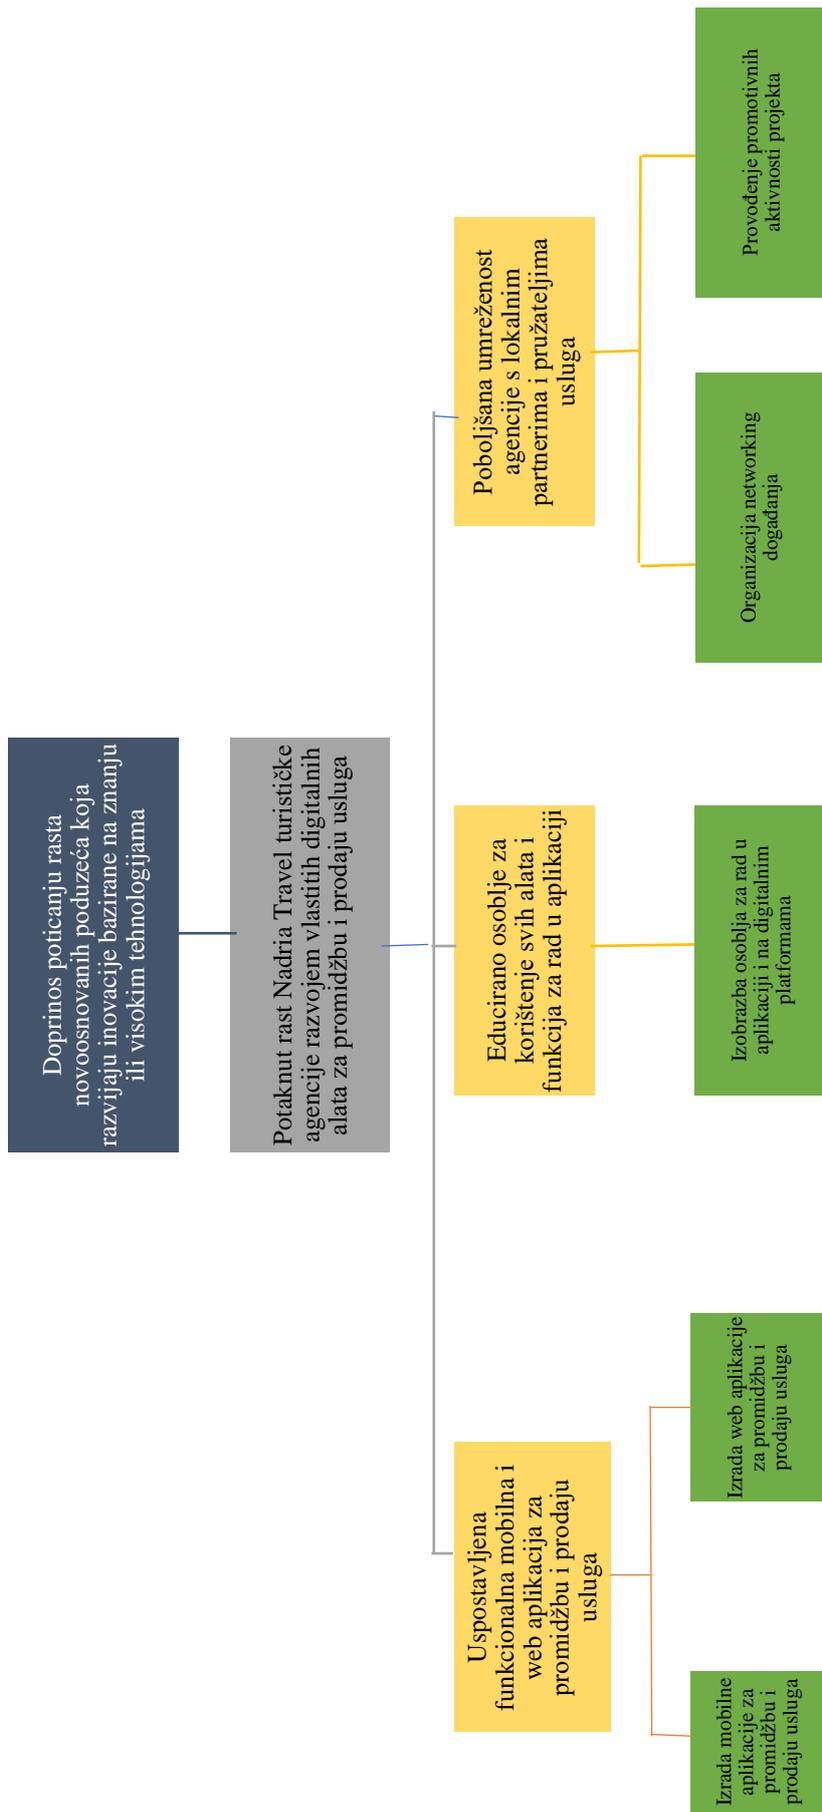 Doprinos poticanju rasta
novoosnovanih poduzeća koja
razvijaju inovacije bazirane na znanju
ili visokim tehnologijama
Potaknut rast Nadria Travel turističke
agencije razvojem vlastitih digitalnih
alata za promidžbu i prodaju usluga
Uspostavljena
funkcionalna mobilna i
web aplikacija za
promidžbu i prodaju
usluga
Educirano osoblje za
korištenje svih alata i
funkcija za rad u aplikaciji
Poboljšana umreženost
agencije s lokalnim
partnerima i pružateljima
usluga
Izrada mobilne
aplikacije za
promidžbu i
prodaju usluga
Izrada web aplikacije
za promidžbu i
prodaju usluga
Izobrazba osoblja za rad u
aplikaciji i na digitalnim
platformama
Organizacija networking
događanja
Provođenje promotivnih
aktivnosti projekta